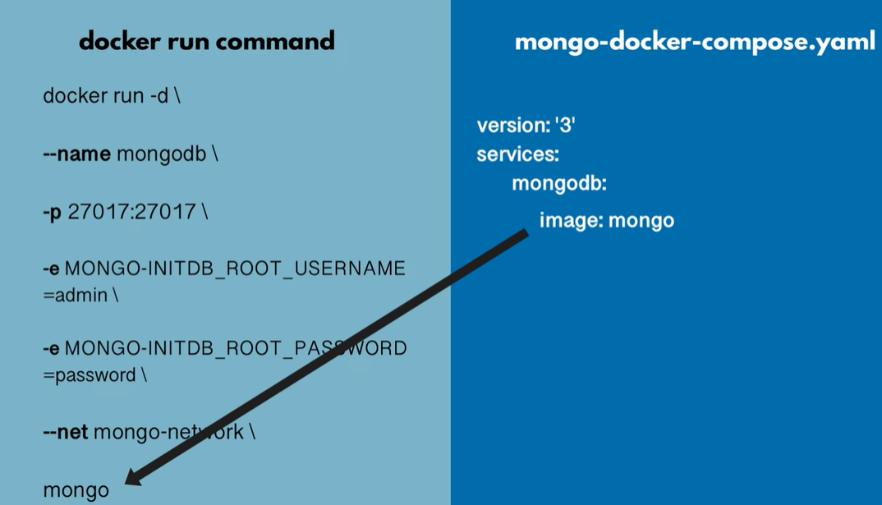 docker run command
docker run -d \
--name mongodb \
-p 27017:27017 \
-e MONGO-INITDB_ROOT_USERNAME
=admin \
-e MONGO-INITDB_ROOT_PASSWORD
=password \
--net mongo-network \
mongo
mongo-docker-compose.yaml
version: '3'
services:
mongodb:
image: mongo